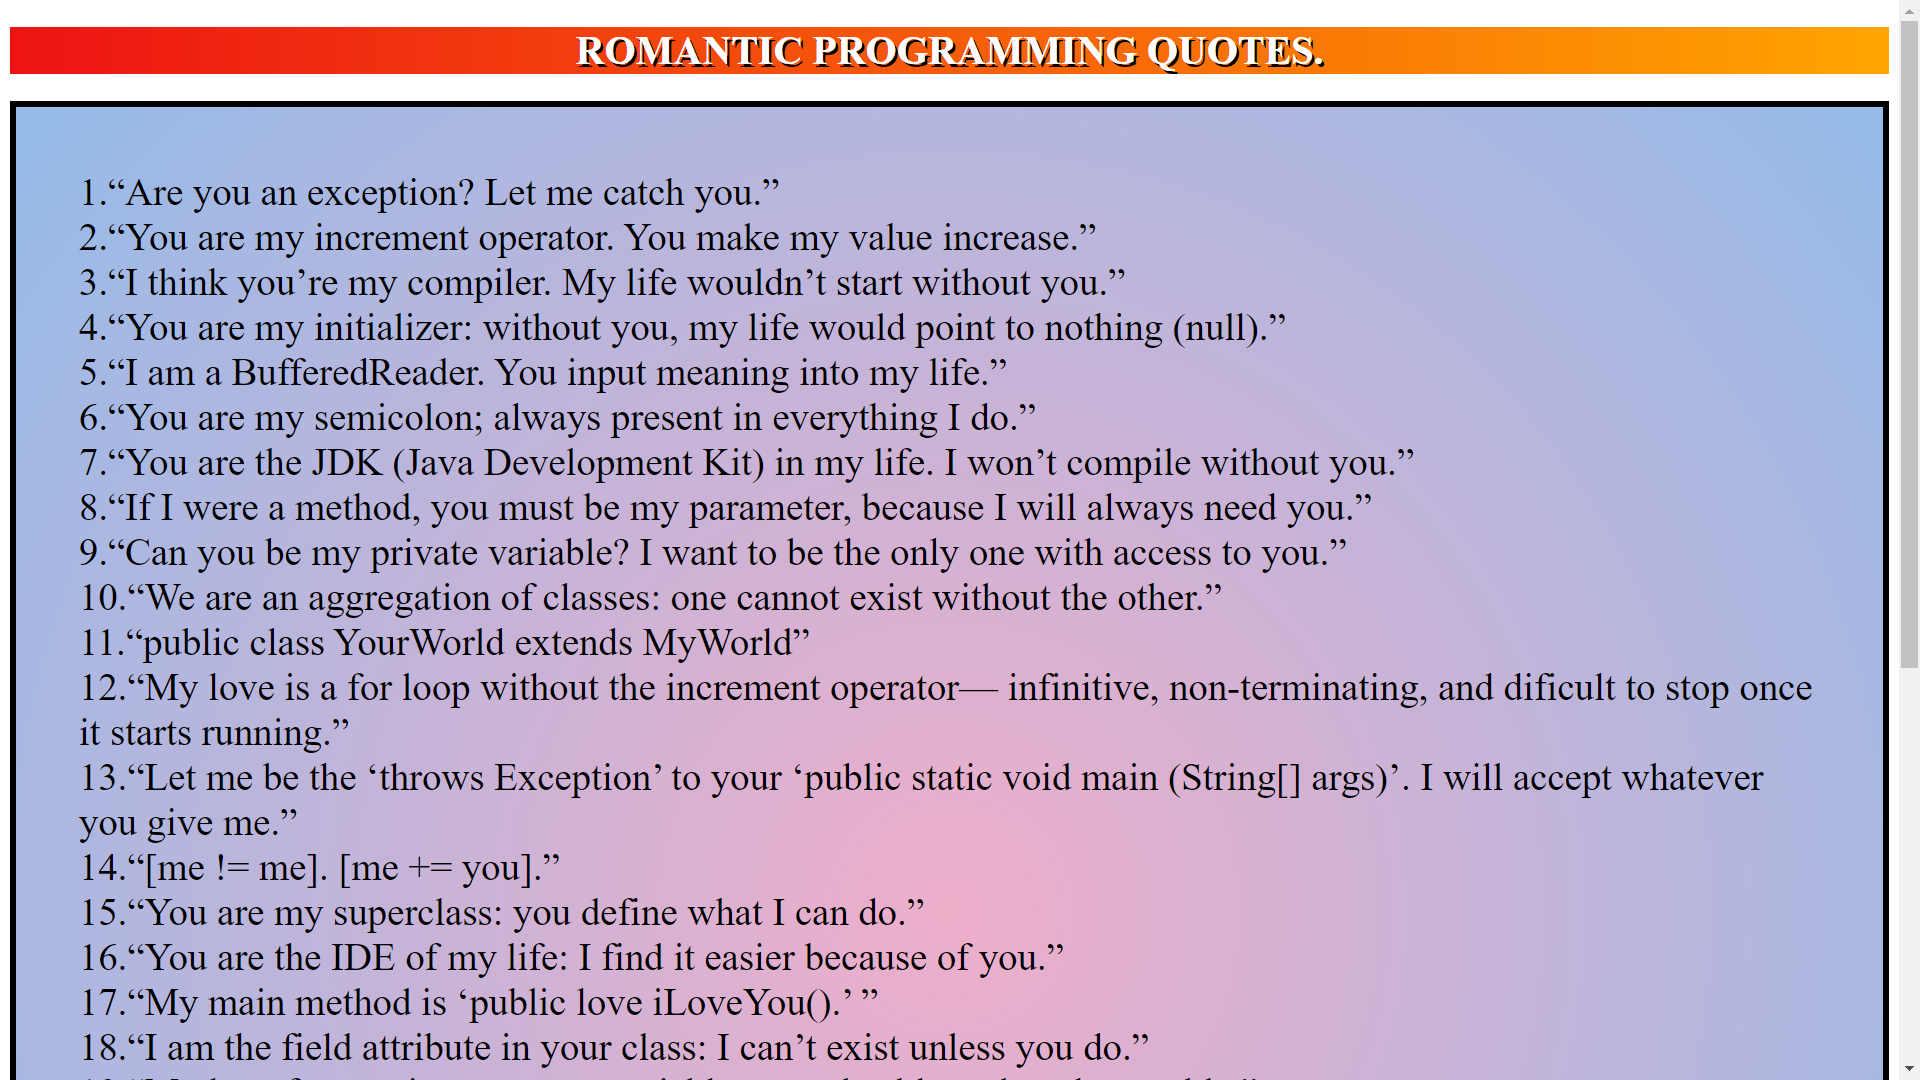 ROMANTIC PROGRAMMING QUOTES.
1.“Are you an exception? Let me catch you.”
2.“You are my increment operator. You make my value increase.”
3.“I think you’re my compiler. My life wouldn’t start without you.”
4.“You are my initializer: without you, my life would point to nothing (null).”
5.“I am a BufferedReader. You input meaning into my life.”
6.“You are my semicolon; always present in everything I do.”
7.“You are the JDK (Java Development Kit) in my life. I won’t compile without you.”
8.“If I were a method, you must be my parameter, because I will always need you.”
9.“Can you be my private variable? I want to be the only one with access to you.”
10.“We are an aggregation of classes: one cannot exist without the other.”
11.“public class YourWorld extends MyWorld”
12.“My love is a for loop without the increment operator— infinitive, non-terminating, and dificult to stop once
it starts running.”
13.“Let me be the ‘throws Exception’ to your ‘public static void main (String[] args)’. I will accept whatever
you give me.”
14.“[me != me]. [me += you].”
15.“You are my superclass: you define what I can do.”
16.“You are the IDE of my life: I find it easier because of you.”
17.“My main method is ‘public love iLoveYou().’ ”
18.“I am the field attribute in your class: I can’t exist unless you do.”